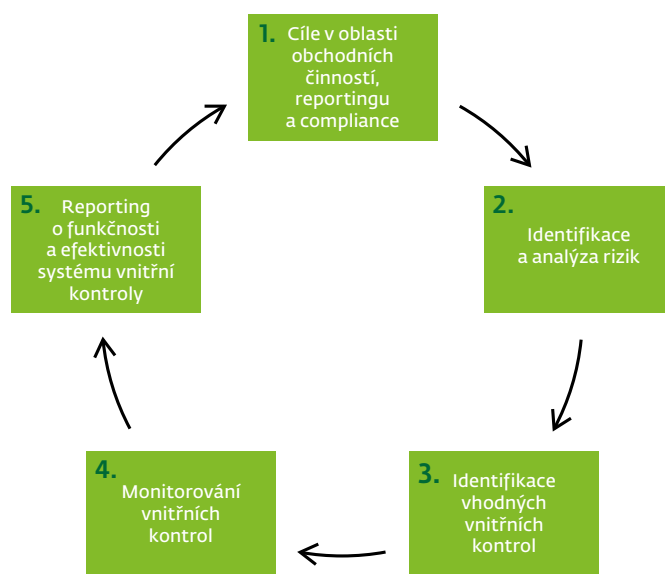 1. Cíle v oblasti
obchodních
činností,
reportingu
a compliance
2.
Identifikace
a analýza rizik
3. Identifikace
vhodných
vnitřních
kontrol
4.
Monitorování
vnitřních
kontrol
5. Reporting
o funkčnosti
a efektivnosti
systému vnitřní
kontroly